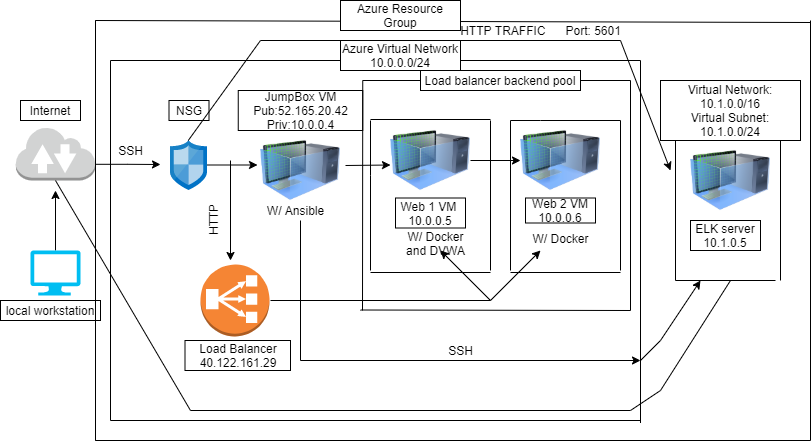 Azure Resource
Group
HTTP TRAFFIC Port: 5601
Azure Virtual Network
10.0.0.0/24
Load balancer backend pool
Internet
NSG
JumpBox VM
Pub:52.165.20.42
Priv:10.0.0.4
Virtual Network:
10.1.0.0/16
Virtual Subnet:
10.1.0.0/24
SSH
W/ Ansible
Web 1 VM
10.0.0.5
W/ Docker
and DVWA
Web 2 VM
10.0.0.6
W/ Docker
ELK server
10.1.0.5
HTTP
local workstation
Load Balancer
40.122.161.29
SSH